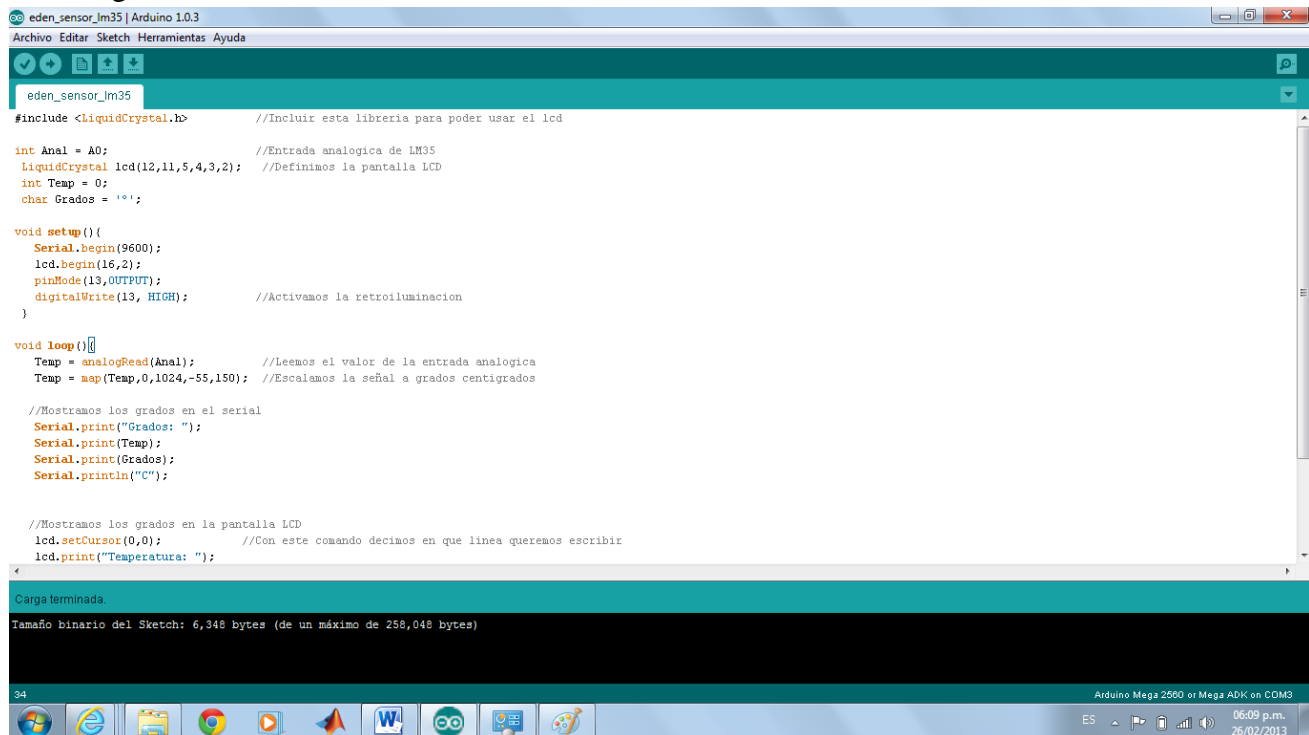 eden_sensor_lm35 | Arduino 1.0.3
Archivo Editar Sketch Herramientas Ayuda
eden_sensor_lm35
#include <LiquidCrystal.h> //Incluir esta libreria para poder usar el lcd
int Anal = A0; //Entrada analogica de LM35
LiquidCrystal lcd(12,11,5,4,3,2); //Definimos la pantalla LCD
int Temp = 0;
char Grados = '°';
void setup(){
Serial.begin(9600);
lcd.begin(16,2);
pinMode(13,OUTPUT);
digitalWrite(13, HIGH); //Activamos la retroiluminacion
}
void loop(){
Temp = analogRead(Anal); //Leemos el valor de la entrada analogica
Temp = map(Temp,0,1024,-55,150); //Escalamos la señal a grados centigrados
//Mostramos los grados en el serial
Serial.print("Grados: ");
Serial.print(Temp);
Serial.print(Grados);
Serial.println("C");
//Mostramos los grados en la pantalla LCD
lcd.setCursor(0,0); //Con este comando decimos en que linea queremos escribir
lcd.print("Temperatura: ");
Carga terminada.
Tamaño binario del Sketch: 6,348 bytes (de un máximo de 258,048 bytes)
34 Arduino Mega 2560 or Mega ADK on COM3
ES 06:09 p.m.
26/02/2013